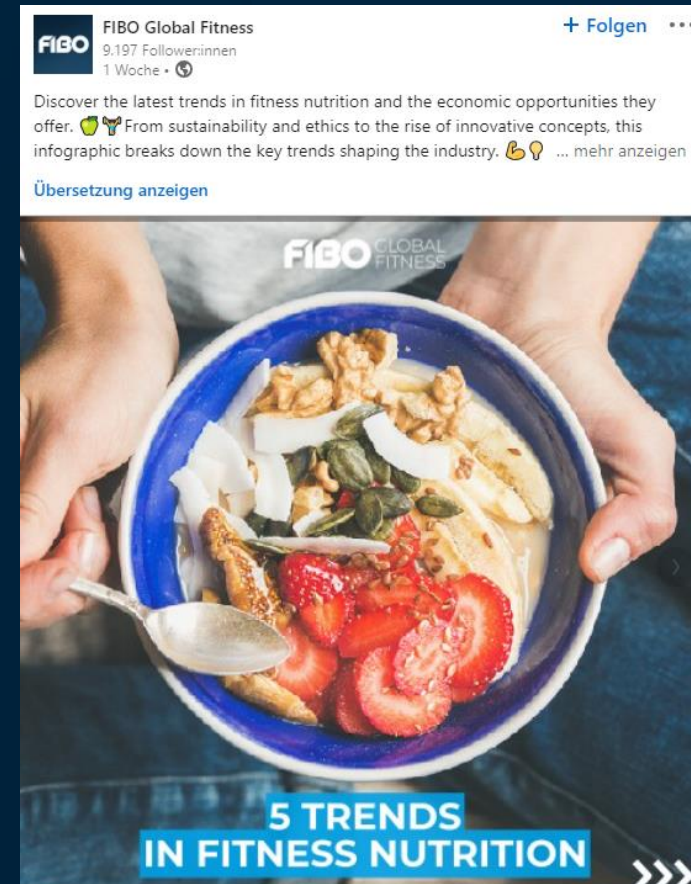 FIBO
FIBO Global Fitness
9.197 Follower:innen
1 Woche •
+ Folgen
Discover the latest trends in fitness nutrition and the economic opportunities they
offer. 🍏🏋️From sustainability and ethics to the rise of innovative concepts, this
infographic breaks down the key trends shaping the industry. 💪💡 ... mehr anzeigen
Übersetzung anzeigen
FIBO GLOBAL
FITNESS
5 TRENDS
IN FITNESS NUTRITION